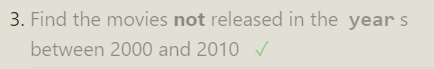 3. Find the movies not released in the year s
between 2000 and 2010 ✓